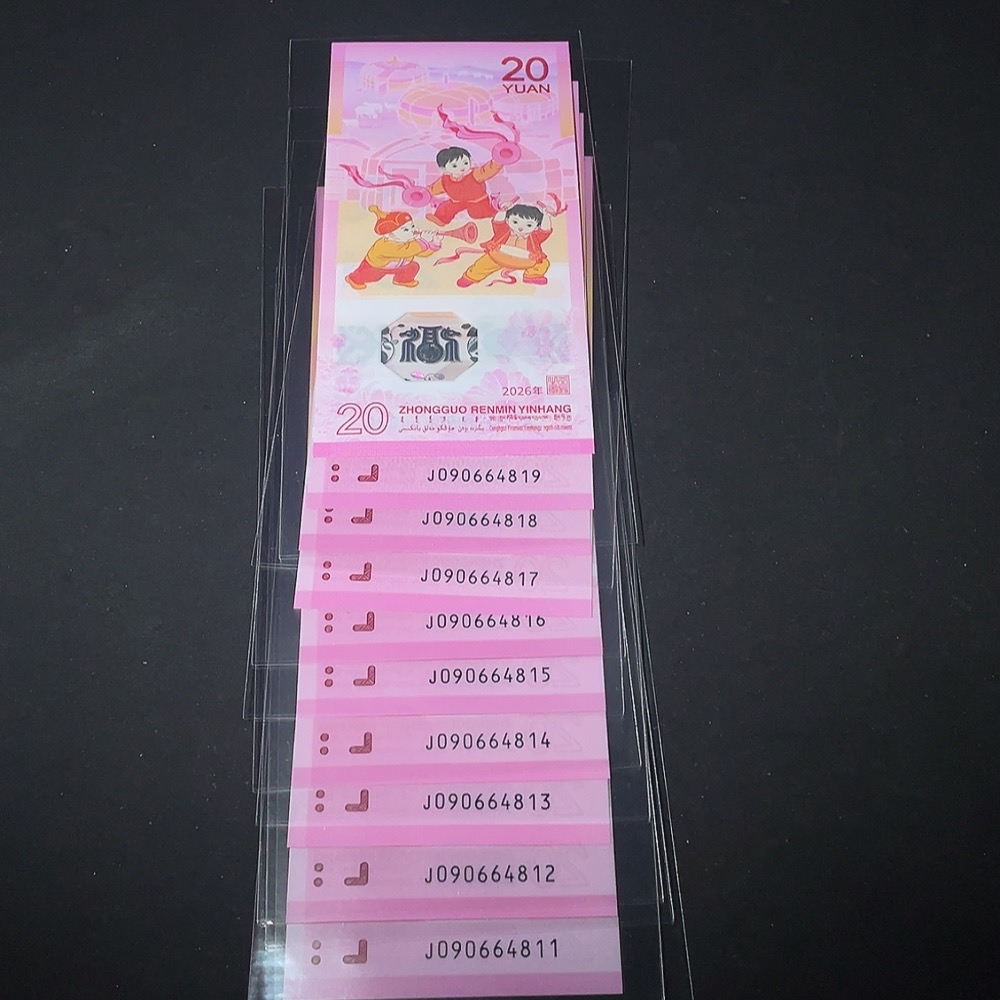 20
YUAN
2026年
20
ZHONGGUO RENMIN YINHANG
J090664819
J090664818
J090664817
J090664816
J090664815
J090664814
J090664813
J090664812
J090664811